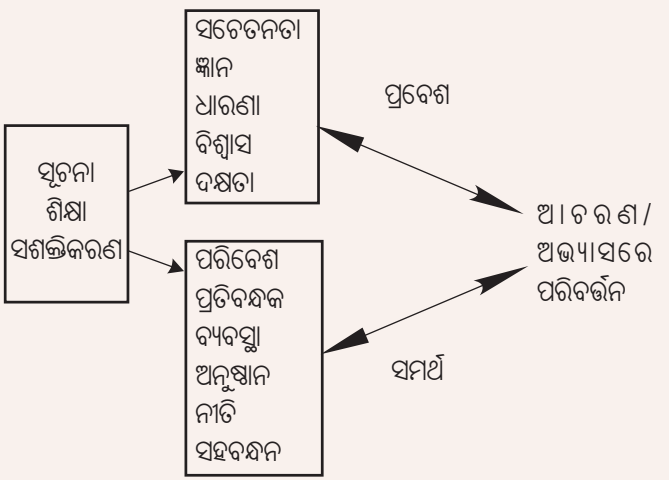 ସୂଚନା
ଶିକ୍ଷା
ସଶକ୍ତିକରଣ
ସଚେତନତା
ଜ୍ଞାନ
ଧାରଣା
ବିଶ୍ୱାସ
ଦକ୍ଷତା
ପରିବେଶ
ପ୍ରତିବନ୍ଧକ
ବ୍ୟବସ୍ଥା
ଅନୁଷ୍ଠାନ
ନୀତି
ସହବନ୍ଧନ
ପ୍ରବେଶ
ସମର୍ଥ
ଆଚରଣ/
ଅଭ୍ୟାସରେ
ପରିବର୍ତ୍ତନ